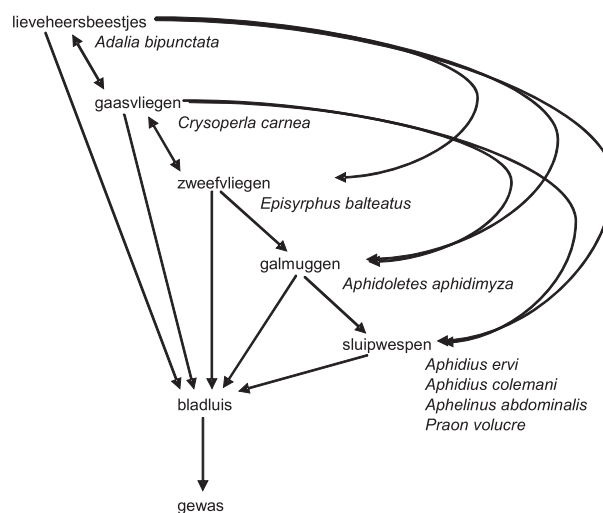 lieveheersbeestjes
Adalia bipunctata
gaasvliegen
Crysoperla carnea
zweefvliegen
Episyrphus balteatus
galmuggen
Aphidoletes aphidimyza
sluipwespen
Aphidius ervi
Aphidius colemani
Aphelinus abdominalis
Praon volucre
bladluis
gewas